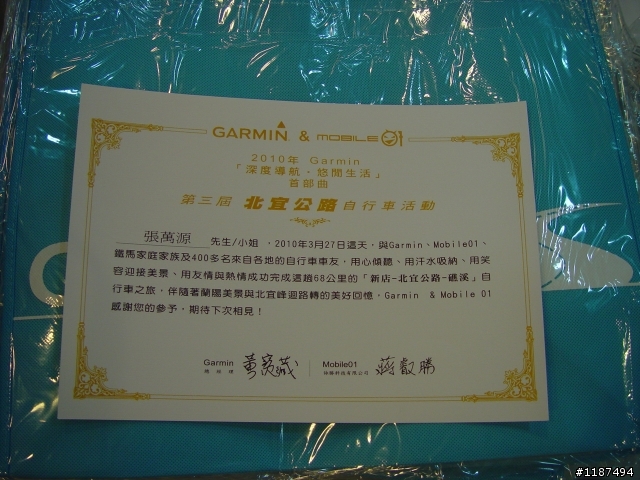 GARMIN & MOBILE01
2010年 Garmin
「深度導航・悠閒生活」
首部曲
第三屆 北宜公路 自行車活動
張萬源 先生/小姐 ，2010年3月27日這天，與Garmin、Mobile01、
鐵馬家庭家族及400多名來自各地的自行車車友，用心傾聽、用汗水吸納、用笑
容迎接美景、用友情與熱情成功完成這趟68公里的「新店-北宜公路-礁溪」自
行車之旅，伴隨著蘭陽美景與北宜峰迴路轉的美好回憶，Garmin & Mobile 01
感謝您的參予，期待下次相見！
Garmin
Mobile01 蔣叡勝
#1187494